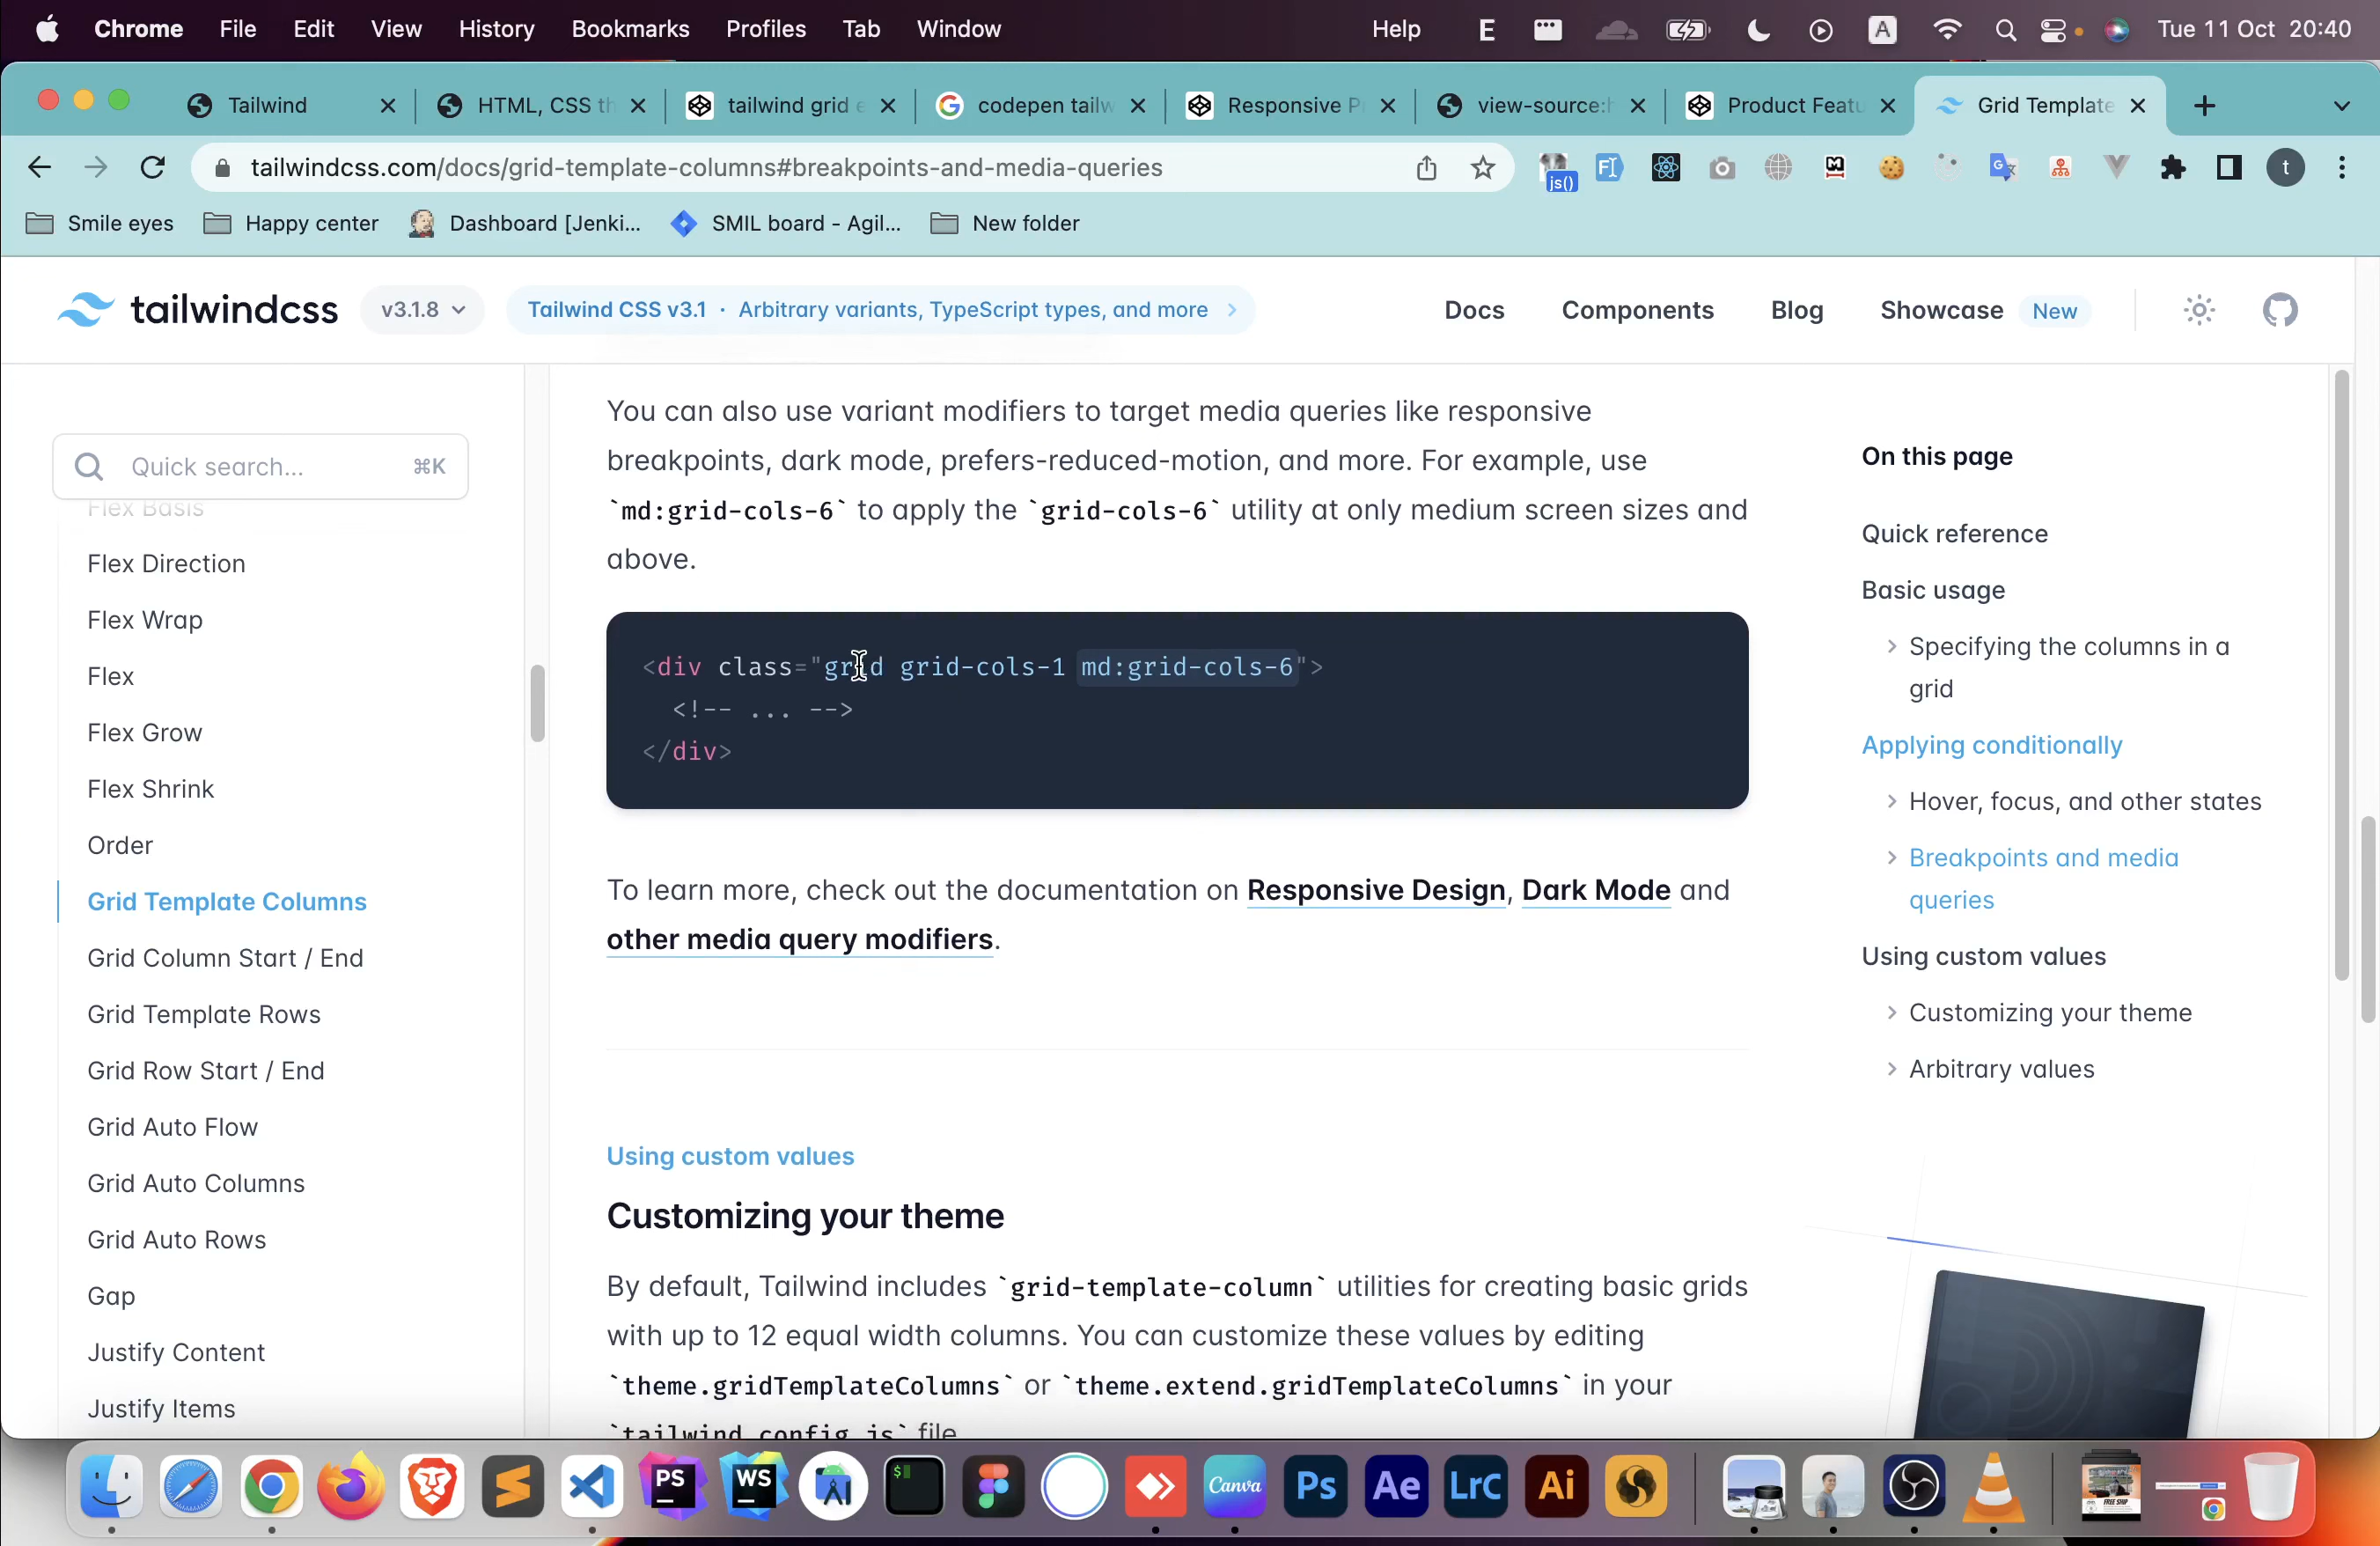 Chrome File Edit View History Bookmarks Profiles Tab Window Help E A Tue 11 Oct 20:40
Tailwind HTML, CSS th tailwind grid e codepen tailw Responsive Pr view-source:h Product Featu Grid Template
tailwindcss.com/docs/grid-template-columns#breakpoints-and-media-queries js() t
Smile eyes Happy center Dashboard [Jenki... SMIL board - Agil... New folder
tailwindcss v3.1.8 Tailwind CSS v3.1 · Arbitrary variants, TypeScript types, and more Docs Components Blog Showcase New
Quick search... ⌘K
Flex Basis
Flex Direction
Flex Wrap
Flex
Flex Grow
Flex Shrink
Order
Grid Template Columns
Grid Column Start / End
Grid Template Rows
Grid Row Start / End
Grid Auto Flow
Grid Auto Columns
Grid Auto Rows
Gap
Justify Content
Justify Items
You can also use variant modifiers to target media queries like responsive
breakpoints, dark mode, prefers-reduced-motion, and more. For example, use
`md:grid-cols-6` to apply the `grid-cols-6` utility at only medium screen sizes and
above.
<div class="grid grid-cols-1 md:grid-cols-6">
<!-- ... -->
</div>
To learn more, check out the documentation on Responsive Design, Dark Mode and
other media query modifiers.
Using custom values
Customizing your theme
By default, Tailwind includes `grid-template-column` utilities for creating basic grids
with up to 12 equal width columns. You can customize these values by editing
`theme.gridTemplateColumns` or `theme.extend.gridTemplateColumns` in your
`tailwind.config.js` file
On this page
Quick reference
Basic usage
Specifying the columns in a
grid
Applying conditionally
Hover, focus, and other states
Breakpoints and media
queries
Using custom values
Customizing your theme
Arbitrary values
PS WS Canva Ps Ae LrC Ai